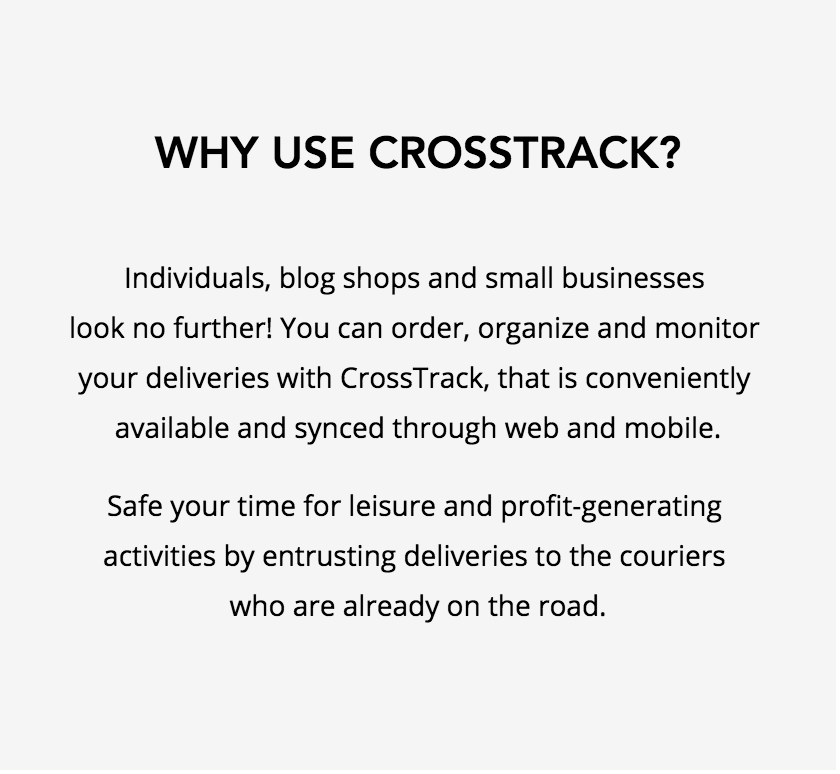 WHY USE CROSSTRACK?
Individuals, blog shops and small businesses
look no further! You can order, organize and monitor
your deliveries with CrossTrack, that is conveniently
available and synced through web and mobile.
Safe your time for leisure and profit-generating
activities by entrusting deliveries to the couriers
who are already on the road.